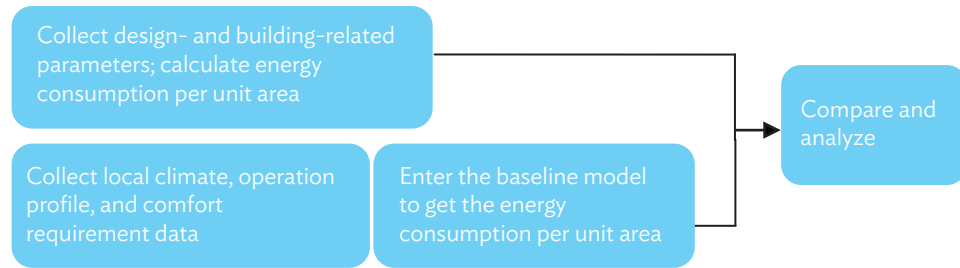 Collect design- and building-related
parameters; calculate energy
consumption per unit area
Compare and
analyze
Collect local climate, operation
profile, and comfort
requirement data
Enter the baseline model
to get the energy
consumption per unit area